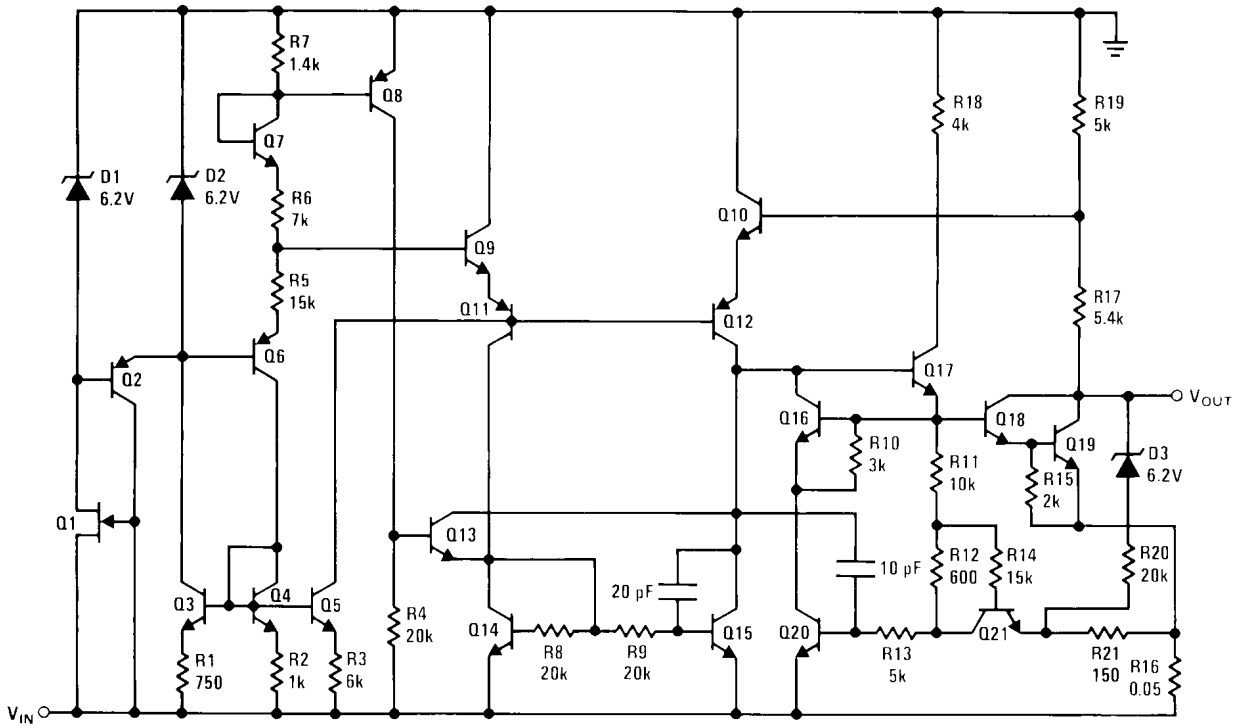 R7
1.4k
Q8
Q7
R18
4k
R19
5k
D1
6.2V
D2
6.2V
R6
7k
Q10
Q9
R5
15k
Q11
Q12
R17
5.4k
Q6
Q2
Q17
VOUT
Q16
Q18
R10
3k
Q19
D3
6.2V
R11
10k
R15
2k
Q1
Q13
10 pF
R12
600
R14
15k
R20
20k
20 pF
Q3
Q4
Q5
R4
20k
Q14
Q15
Q20
Q21
R8
20k
R9
20k
R13
5k
R21
150
R16
0.05
R1
750
R2
1k
R3
6k
VIN